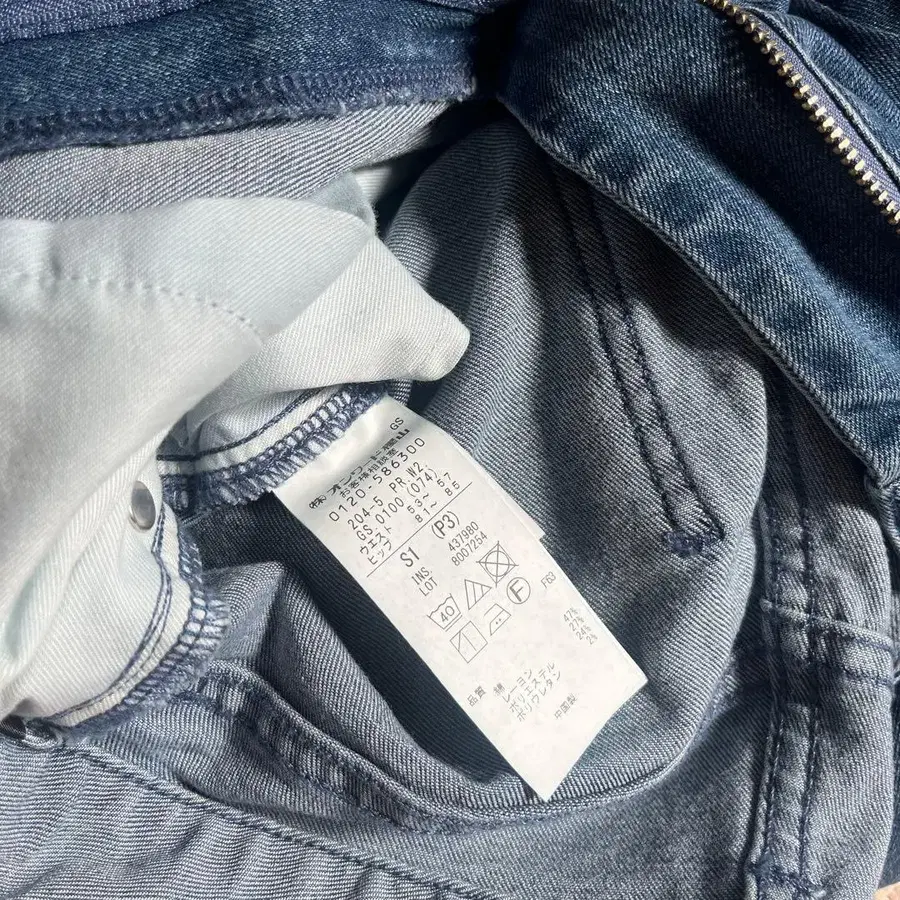 GS
㈱オンワード樫山
お客様相談室
0120-586300
204-5 PR W2-
GS 0100 (074)
ウエスト 53~ 57
ヒップ 81~ 85
S1 (P3)
INS. 437980
LOT 8007254
40
F
F63
品質 綿 47%
レーヨン 27%
ポリエステル 24%
ポリウレタン 2%
中国製